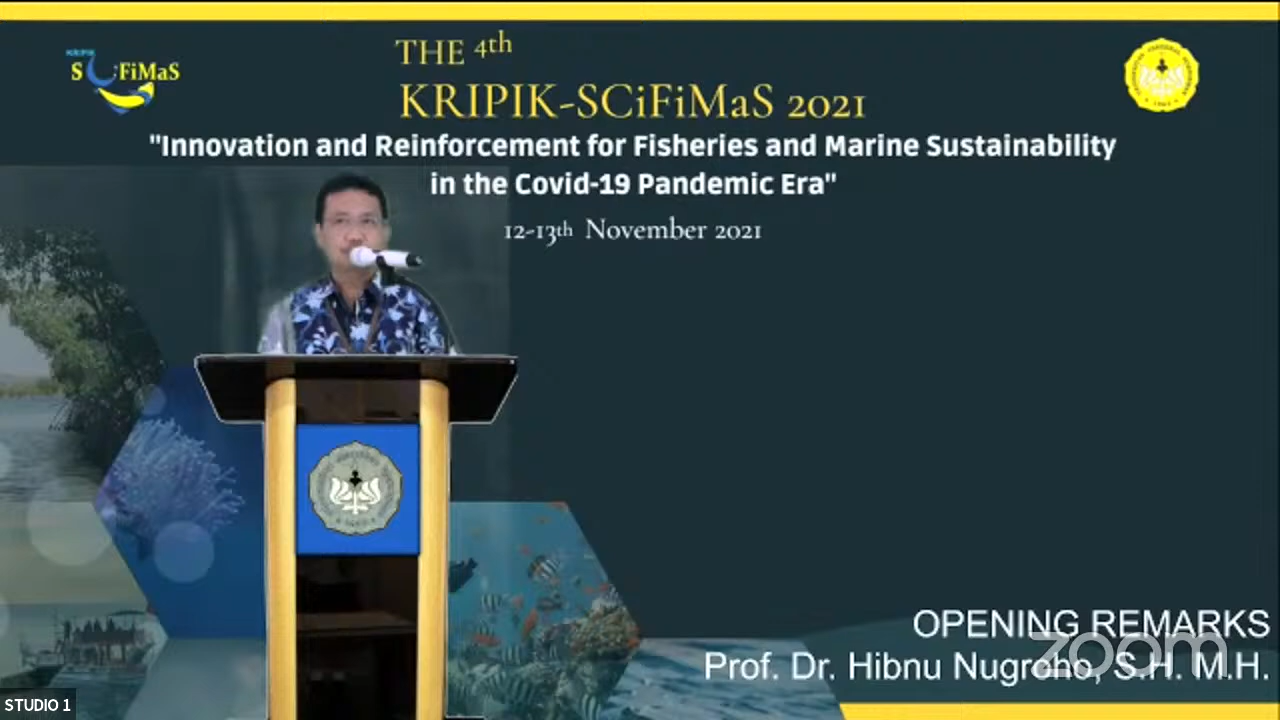 KRIPIK
SCiFiMaS
THE 4th
KRIPIK-SCiFiMaS 2021
"Innovation and Reinforcement for Fisheries and Marine Sustainability
in the Covid-19 Pandemic Era"
12-13th November 2021
OPENING REMARKS
Prof. Dr. Hibnu Nugroho, S.H. M.H.
zoom
STUDIO 1